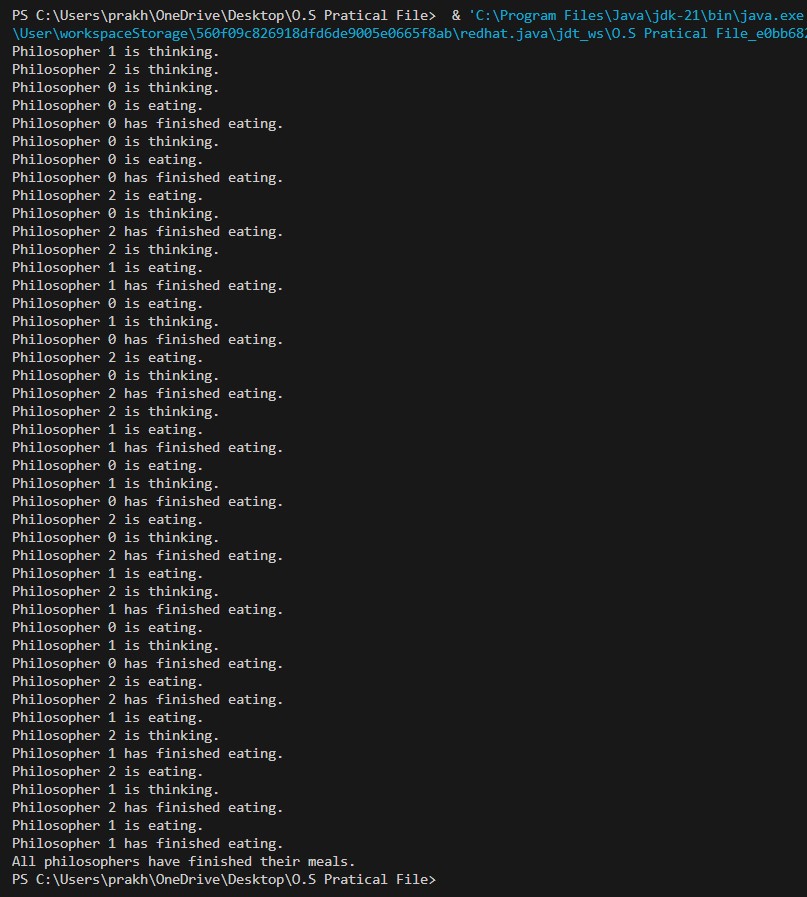 PS C:\Users\prakh\OneDrive\Desktop\O.S Pratical File>  & 'C:\Program Files\Java\jdk-21\bin\java.exe
\User\workspaceStorage\560f09c826918dfd6de9005e0665f8ab\redhat.java\jdt_ws\O.S Pratical File_e0bb682
Philosopher 1 is thinking.
Philosopher 2 is thinking.
Philosopher 0 is thinking.
Philosopher 0 is eating.
Philosopher 0 has finished eating.
Philosopher 0 is thinking.
Philosopher 0 is eating.
Philosopher 0 has finished eating.
Philosopher 2 is eating.
Philosopher 0 is thinking.
Philosopher 2 has finished eating.
Philosopher 2 is thinking.
Philosopher 1 is eating.
Philosopher 1 has finished eating.
Philosopher 0 is eating.
Philosopher 1 is thinking.
Philosopher 0 has finished eating.
Philosopher 2 is eating.
Philosopher 0 is thinking.
Philosopher 2 has finished eating.
Philosopher 2 is thinking.
Philosopher 1 is eating.
Philosopher 1 has finished eating.
Philosopher 0 is eating.
Philosopher 1 is thinking.
Philosopher 0 has finished eating.
Philosopher 2 is eating.
Philosopher 0 is thinking.
Philosopher 2 has finished eating.
Philosopher 1 is eating.
Philosopher 2 is thinking.
Philosopher 1 has finished eating.
Philosopher 0 is eating.
Philosopher 1 is thinking.
Philosopher 0 has finished eating.
Philosopher 2 is eating.
Philosopher 2 has finished eating.
Philosopher 1 is eating.
Philosopher 2 is thinking.
Philosopher 1 has finished eating.
Philosopher 2 is eating.
Philosopher 1 is thinking.
Philosopher 2 has finished eating.
Philosopher 1 is eating.
Philosopher 1 has finished eating.
All philosophers have finished their meals.
PS C:\Users\prakh\OneDrive\Desktop\O.S Pratical File>